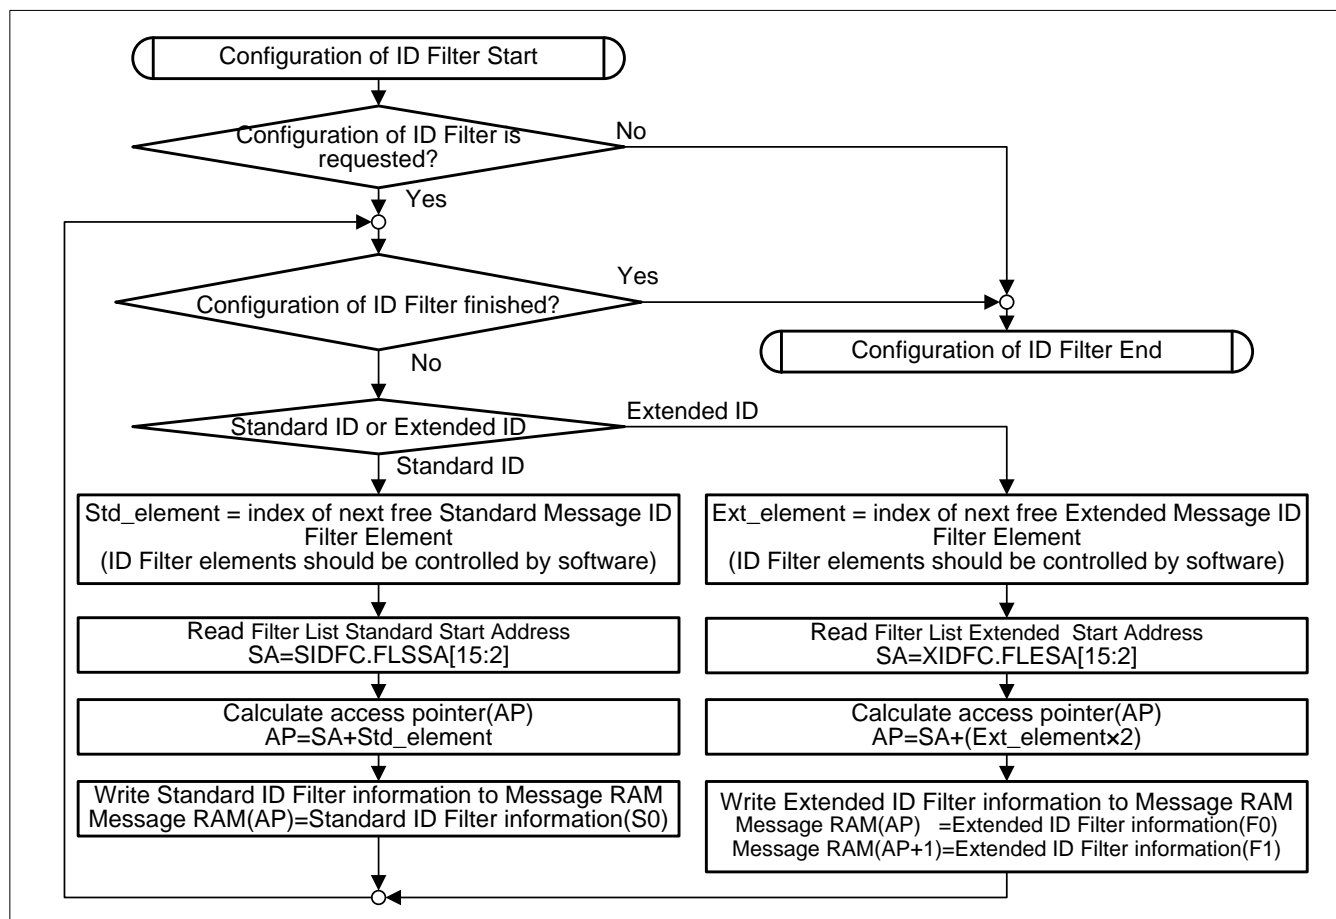 Configuration of ID Filter Start
Configuration of ID Filter is
requested?
No
Yes
Configuration of ID Filter finished?
Yes
Configuration of ID Filter End
No
Standard ID or Extended ID
Extended ID
Standard ID
Std_element = index of next free Standard Message ID
Filter Element
(ID Filter elements should be controlled by software)
Read Filter List Standard Start Address
SA=SIDFC.FLSSA[15:2]
Calculate access pointer(AP)
AP=SA+Std_element
Write Standard ID Filter information to Message RAM
Message RAM(AP)=Standard ID Filter information(S0)
Ext_element = index of next free Extended Message ID
Filter Element
(ID Filter elements should be controlled by software)
Read Filter List Extended  Start Address
SA=XIDFC.FLESA[15:2]
Calculate access pointer(AP)
AP=SA+(Ext_element×2)
Write Extended ID Filter information to Message RAM
Message RAM(AP)   =Extended ID Filter information(F0)
Message RAM(AP+1)=Extended ID Filter information(F1)